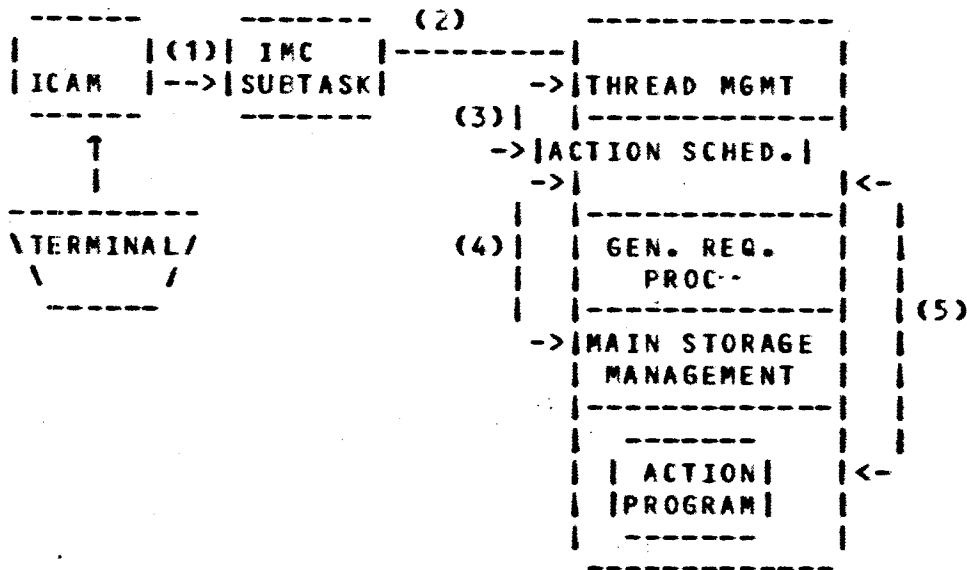 (2)
(1) IMC
ICAM --> SUBTASK -> THREAD MGMT
(3)
-> ACTION SCHED.
-> <-
TERMINAL (4) GEN. REQ.
PROC--
(5)
-> MAIN STORAGE
MANAGEMENT
ACTION <-
PROGRAM